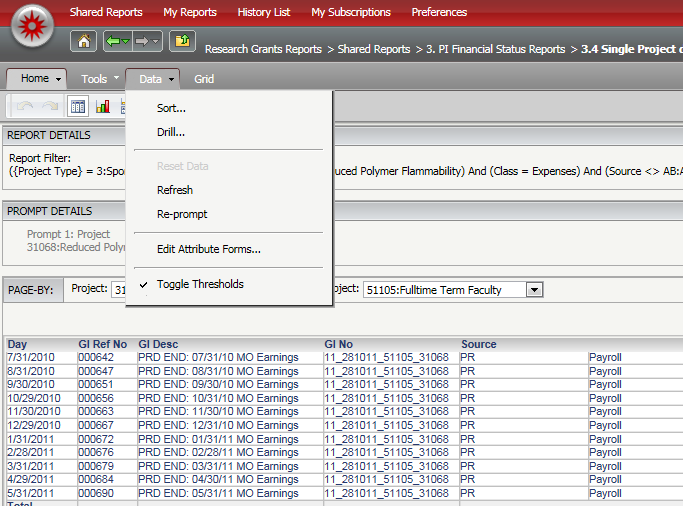 Shared Reports My Reports History List My Subscriptions Preferences
Research Grants Reports > Shared Reports > 3. PI Financial Status Reports > 3.4 Single Project
Home Tools Data Grid
Sort...
Drill...
Reset Data
Refresh
Re-prompt
Edit Attribute Forms...
Toggle Thresholds
REPORT DETAILS
Report Filter:
({Project Type} = 3:Spo uced Polymer Flammability) And (Class = Expenses) And (Source <> AB:
PROMPT DETAILS
Prompt 1: Project
31068:Reduced Polyn
PAGE-BY: Project: 31 oject: 51105:Fulltime Term Faculty
Day GI Ref No GI Desc GI No Source
7/31/2010 000642 PRD END: 07/31/10 MO Earnings 11_281011_51105_31068 PR Payroll
8/31/2010 000647 PRD END: 08/31/10 MO Earnings 11_281011_51105_31068 PR Payroll
9/30/2010 000651 PRD END: 09/30/10 MO Earnings 11_281011_51105_31068 PR Payroll
10/29/2010 000656 PRD END: 10/31/10 MO Earnings 11_281011_51105_31068 PR Payroll
11/30/2010 000663 PRD END: 11/30/10 MO Earnings 11_281011_51105_31068 PR Payroll
12/29/2010 000667 PRD END: 12/31/10 MO Earnings 11_281011_51105_31068 PR Payroll
1/31/2011 000672 PRD END: 01/31/11 MO Earnings 11_281011_51105_31068 PR Payroll
2/28/2011 000676 PRD END: 02/28/11 MO Earnings 11_281011_51105_31068 PR Payroll
3/31/2011 000679 PRD END: 03/31/11 MO Earnings 11_281011_51105_31068 PR Payroll
4/29/2011 000684 PRD END: 04/30/11 MO Earnings 11_281011_51105_31068 PR Payroll
5/31/2011 000690 PRD END: 05/31/11 MO Earnings 11_281011_51105_31068 PR Payroll
Total